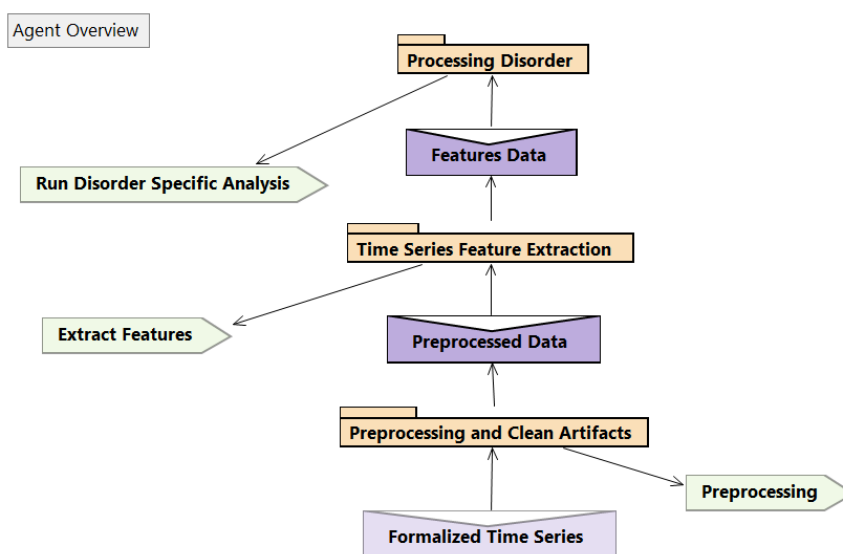 Agent Overview
Processing Disorder
Features Data
Run Disorder Specific Analysis
Time Series Feature Extraction
Extract Features
Preprocessed Data
Preprocessing and Clean Artifacts
Preprocessing
Formalized Time Series